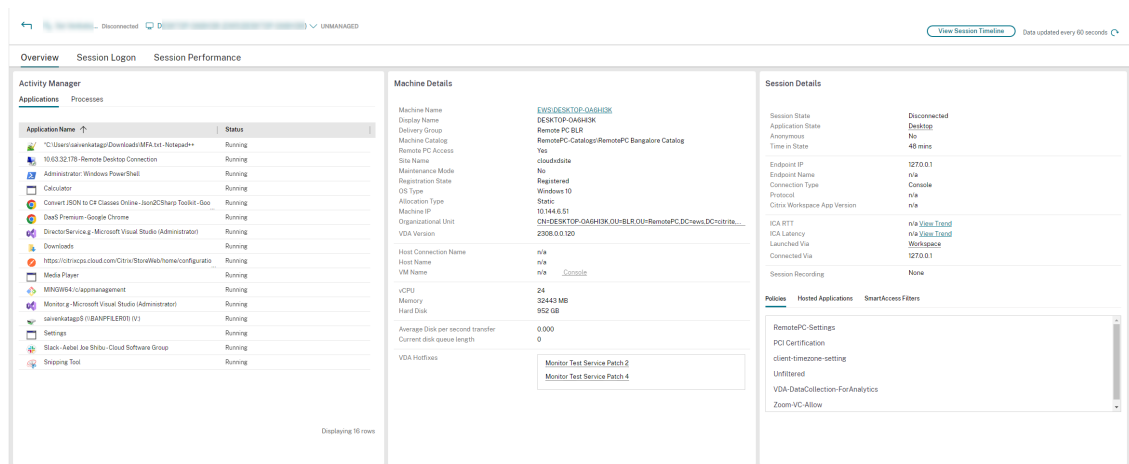 Disconnected D UNMANAGED
View Session Timeline Data updated every 60 seconds
Overview Session Logon Session Performance
Activity Manager
Applications Processes
Application Name Status
*C:\Users\saivenkatagp\Downloads\MFA.txt-Notepad++ Running
10.63.32.178-Remote Desktop Connection Running
Administrator: Windows PowerShell Running
Calculator Running
Convert JSON to C# Classes Online-Json2CSharp Toolkit-Goo Running
DaaS Premium-Google Chrome Running
DirectorService.g-Microsoft Visual Studio (Administrator) Running
Downloads Running
https://citrixcps.cloud.com/Citrix/StoreWeb/home/configuratio Running
Media Player Running
MINGW64:/c/appmanagement Running
Monitor.g-Microsoft Visual Studio (Administrator) Running
saivenkatagpS (\\BANPFILER01) (V:) Running
Settings Running
Slack-Aebel Joe Shibu-Cloud Software Group Running
Snipping Tool Running
Displaying 16 rows
Machine Details
Machine Name EWS\DESKTOP-OA6HI3K
Display Name DESKTOP-OA6HI3K
Delivery Group Remote PC BLR
Machine Catalog RemotePC-Catalogs\RemotePC Bangalore Catalog
Remote PC Access Yes
Site Name cloudxdsite
Maintenance Mode No
Registration State Registered
OS Type Windows 10
Allocation Type Static
Machine IP 10.144.6.51
Organizational Unit CN=DESKTOP-OA6HI3K,OU=BLR,OU=RemotePC,DC=ews,DC=citrite,...
VDA Version 2308.0.0.120
Host Connection Name n/a
Host Name n/a
VM Name n/a Console
vCPU 24
Memory 32443 MB
Hard Disk 952 GB
Average Disk per second transfer 0.000
Current disk queue length 0
VDA Hotfixes Monitor Test Service Patch 2
Monitor Test Service Patch 4
Session Details
Session State Disconnected
Application State Desktop
Anonymous No
Time in State 48 mins
Endpoint IP 127.0.0.1
Endpoint Name n/a
Connection Type Console
Protocol n/a
Citrix Workspace App Version n/a
ICA RTT n/a View Trend
ICA Latency n/a View Trend
Launched Via Workspace
Connected Via 127.0.0.1
Session Recording None
Policies Hosted Applications SmartAccess Filters
RemotePC-Settings
PCI Certification
client-timezone-setting
Unfiltered
VDA-DataCollection-ForAnalytics
Zoom-VC-Allow